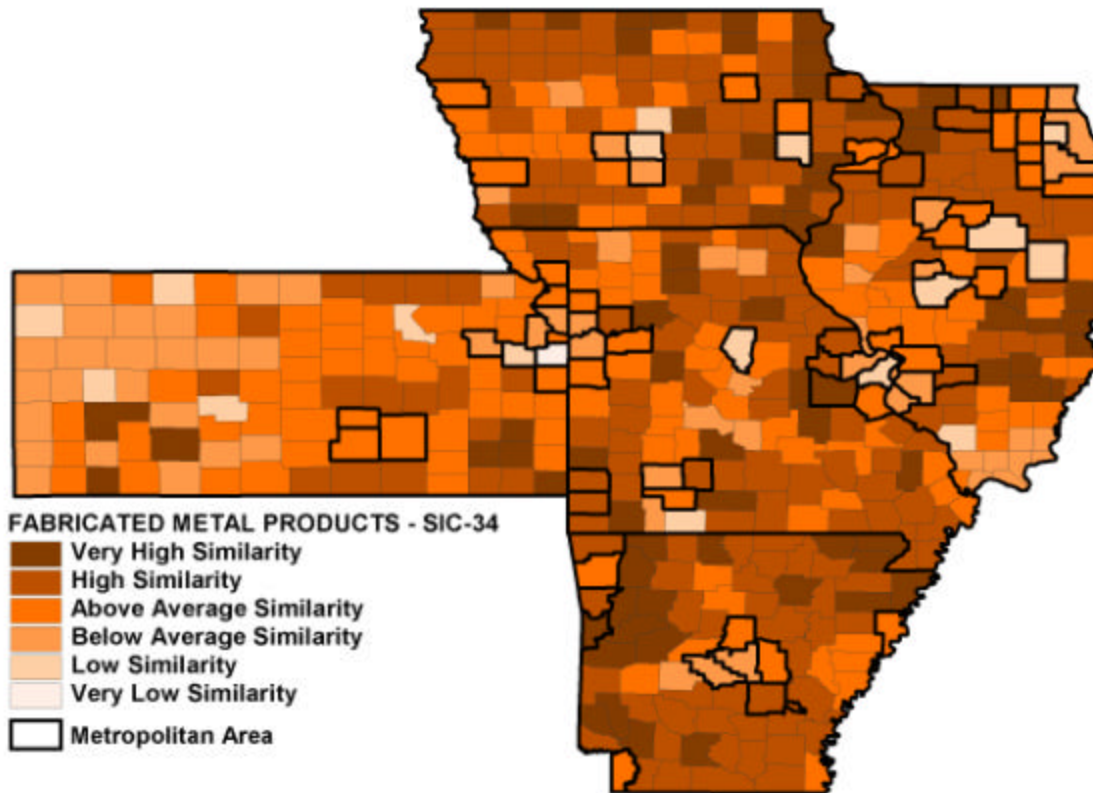 FABRICATED METAL PRODUCTS - SIC-34
Very High Similarity
High Similarity
Above Average Similarity
Below Average Similarity
Low Similarity
Very Low Similarity
Metropolitan Area